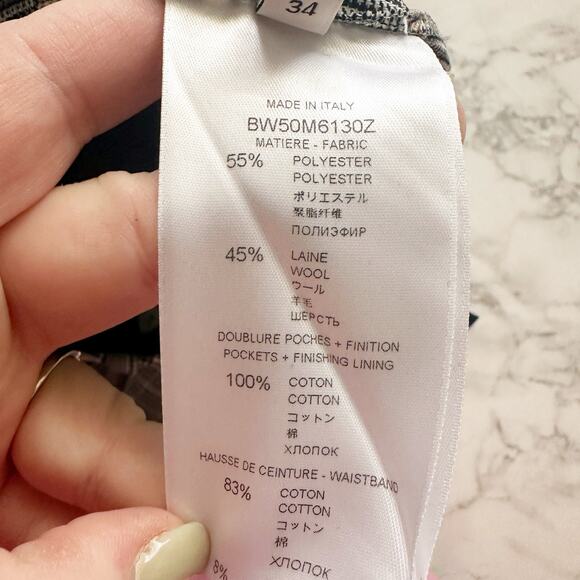 34
MADE IN ITALY
BW50M6130Z
MATIERE - FABRIC
55% POLYESTER
POLYESTER
ポリエステル
聚脂纤维
ПОЛИЭФИР
45% LAINE
WOOL
ウール
羊毛
ШЕРСТЬ
DOUBLURE POCHES + FINITION
POCKETS + FINISHING LINING
100% COTON
COTTON
コットン
棉
ХЛОПОК
HAUSSE DE CEINTURE - WAISTBAND
83% COTON
COTTON
コットン
棉
ХЛОПОК
8%